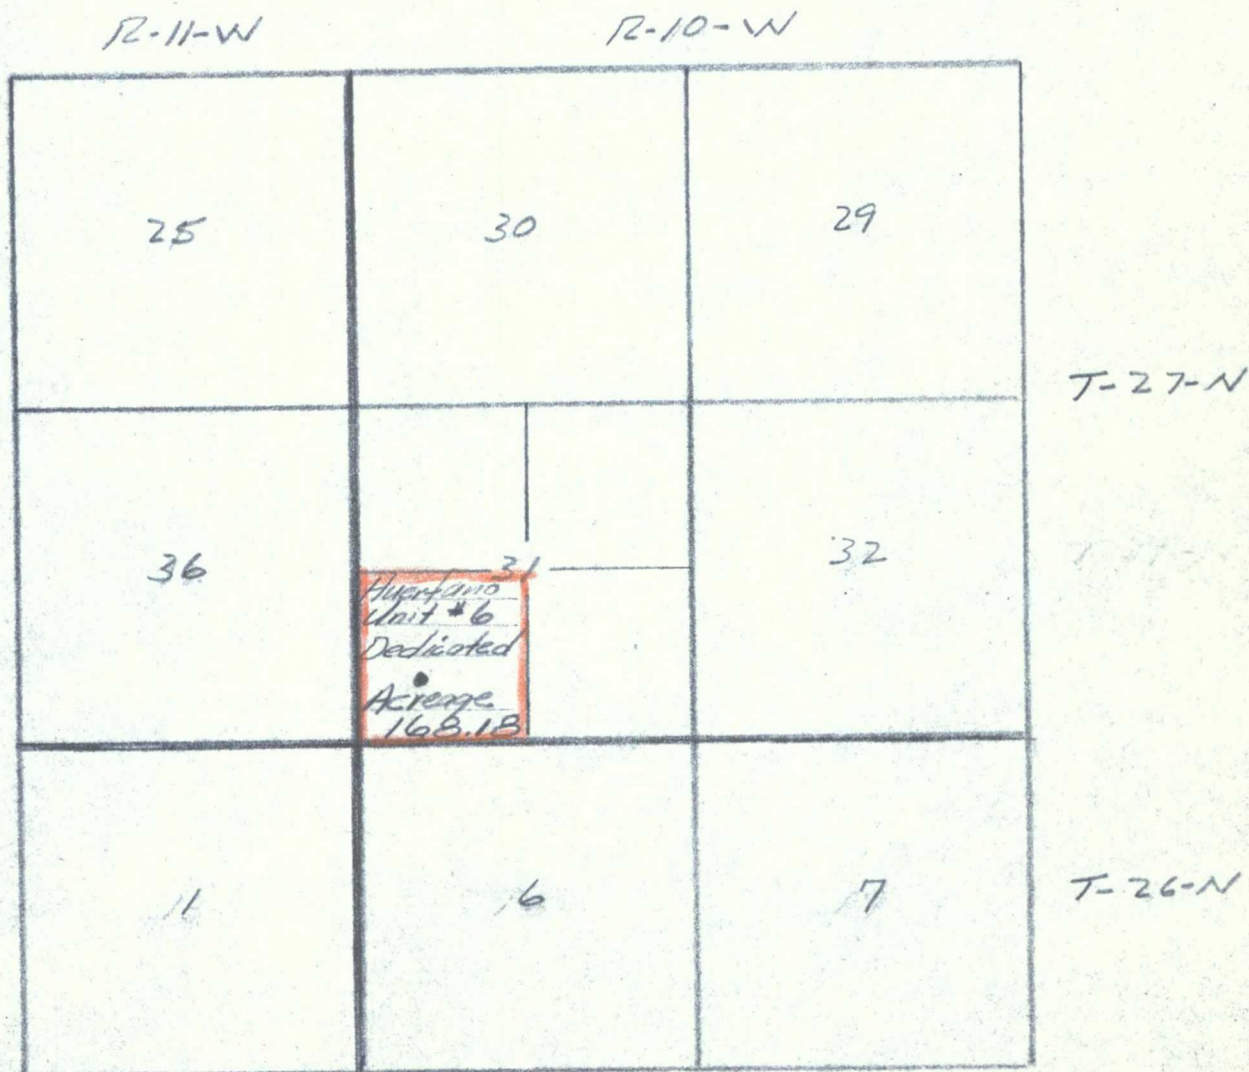 R-11-W R-10-W
25 30 29
T-27-N
36 31 32
Huerfano
Unit #6
Dedicated
Acreage
168.18
1 6 7
T-26-N